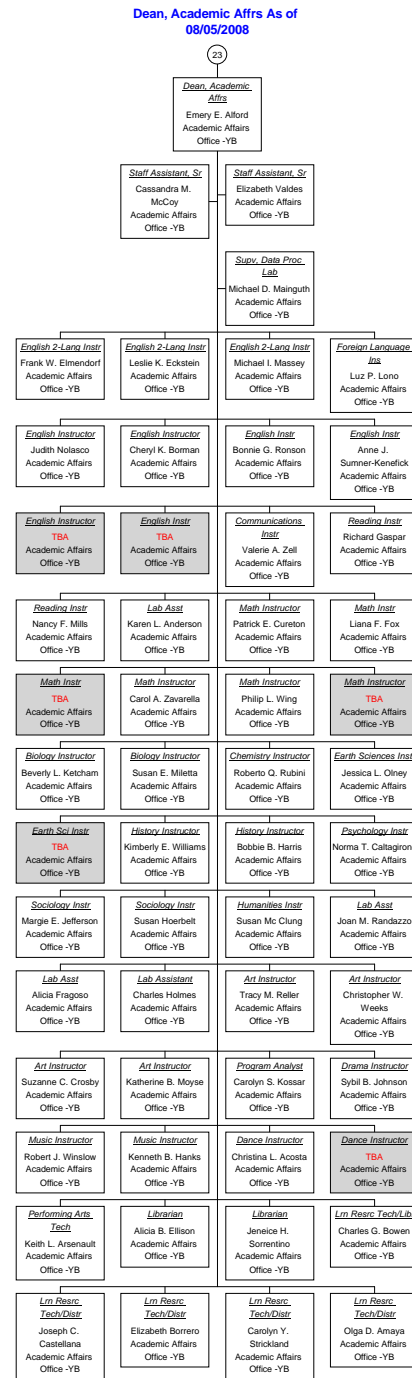 Dean, Academic Affrs As of
08/05/2008
23
Dean, Academic
Affrs
Emery E. Alford
Academic Affairs
Office -YB
Staff Assistant, Sr
Cassandra M.
McCoy
Academic Affairs
Office -YB
Staff Assistant, Sr
Elizabeth Valdes
Academic Affairs
Office -YB
Supv, Data Proc
Lab
Michael D. Mainguth
Academic Affairs
Office -YB
English 2-Lang Instr
Frank W. Elmendorf
Academic Affairs
Office -YB
English 2-Lang Instr
Leslie K. Eckstein
Academic Affairs
Office -YB
English 2-Lang Instr
Michael I. Massey
Academic Affairs
Office -YB
Foreign Language
Ins
Luz P. Lono
Academic Affairs
Office -YB
English Instructor
Judith Nolasco
Academic Affairs
Office -YB
English Instructor
Cheryl K. Borman
Academic Affairs
Office -YB
English Instr
Bonnie G. Ronson
Academic Affairs
Office -YB
English Instr
Anne J.
Sumner-Kenefick
Academic Affairs
Office -YB
English Instructor
TBA
Academic Affairs
Office -YB
English Instr
TBA
Academic Affairs
Office -YB
Communications
Instr
Valerie A. Zell
Academic Affairs
Office -YB
Reading Instr
Richard Gaspar
Academic Affairs
Office -YB
Reading Instr
Nancy F. Mills
Academic Affairs
Office -YB
Lab Asst
Karen L. Anderson
Academic Affairs
Office -YB
Math Instructor
Patrick E. Cureton
Academic Affairs
Office -YB
Math Instr
Liana F. Fox
Academic Affairs
Office -YB
Math Instr
TBA
Academic Affairs
Office -YB
Math Instructor
Carol A. Zavarella
Academic Affairs
Office -YB
Math Instructor
Philip L. Wing
Academic Affairs
Office -YB
Math Instructor
TBA
Academic Affairs
Office -YB
Biology Instructor
Beverly L. Ketcham
Academic Affairs
Office -YB
Biology Instructor
Susan E. Miletta
Academic Affairs
Office -YB
Chemistry Instructor
Roberto Q. Rubini
Academic Affairs
Office -YB
Earth Sciences Inst
Jessica L. Olney
Academic Affairs
Office -YB
Earth Sci Instr
TBA
Academic Affairs
Office -YB
History Instructor
Kimberly E. Williams
Academic Affairs
Office -YB
History Instructor
Bobbie B. Harris
Academic Affairs
Office -YB
Psychology Instr
Norma T. Caltagiron
Academic Affairs
Office -YB
Sociology Instr
Margie E. Jefferson
Academic Affairs
Office -YB
Sociology Instr
Susan Hoerbelt
Academic Affairs
Office -YB
Humanities Instr
Susan Mc Clung
Academic Affairs
Office -YB
Lab Asst
Joan M. Randazzo
Academic Affairs
Office -YB
Lab Asst
Alicia Fragoso
Academic Affairs
Office -YB
Lab Assistant
Charles Holmes
Academic Affairs
Office -YB
Art Instructor
Tracy M. Reller
Academic Affairs
Office -YB
Art Instructor
Christopher W.
Weeks
Academic Affairs
Office -YB
Art Instructor
Suzanne C. Crosby
Academic Affairs
Office -YB
Art Instructor
Katherine B. Moyse
Academic Affairs
Office -YB
Program Analyst
Carolyn S. Kossar
Academic Affairs
Office -YB
Drama Instructor
Sybil B. Johnson
Academic Affairs
Office -YB
Music Instructor
Robert J. Winslow
Academic Affairs
Office -YB
Music Instructor
Kenneth B. Hanks
Academic Affairs
Office -YB
Dance Instructor
Christina L. Acosta
Academic Affairs
Office -YB
Dance Instructor
TBA
Academic Affairs
Office -YB
Performing Arts
Tech
Keith L. Arsenault
Academic Affairs
Office -YB
Librarian
Alicia B. Ellison
Academic Affairs
Office -YB
Librarian
Jeneice H.
Sorrentino
Academic Affairs
Office -YB
Lrn Resrc Tech/Lib
Charles G. Bowen
Academic Affairs
Office -YB
Lrn Resrc
Tech/Distr
Joseph C.
Castellana
Academic Affairs
Office -YB
Lrn Resrc
Tech/Distr
Elizabeth Borrero
Academic Affairs
Office -YB
Lrn Resrc
Tech/Distr
Carolyn Y.
Strickland
Academic Affairs
Office -YB
Lrn Resrc
Tech/Distr
Olga D. Amaya
Academic Affairs
Office -YB